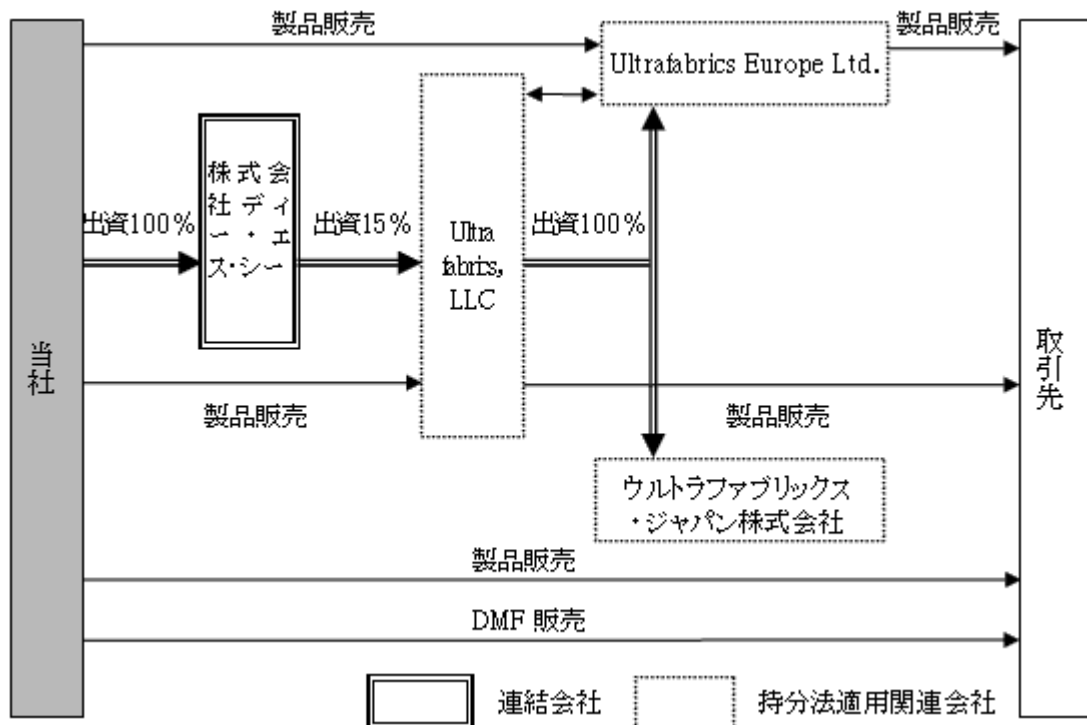 製品販売
製品販売
Ultrafabrics Europe Ltd.
株式会
社ディ
ー・エ
ス・シー
出資100%
出資15%
出資100%
Ultra
fabrics,
LLC
当社
取引先
製品販売
製品販売
ウルトラファブリックス
・ジャパン株式会社
製品販売
DMF 販売
連結会社
持分法適用関連会社